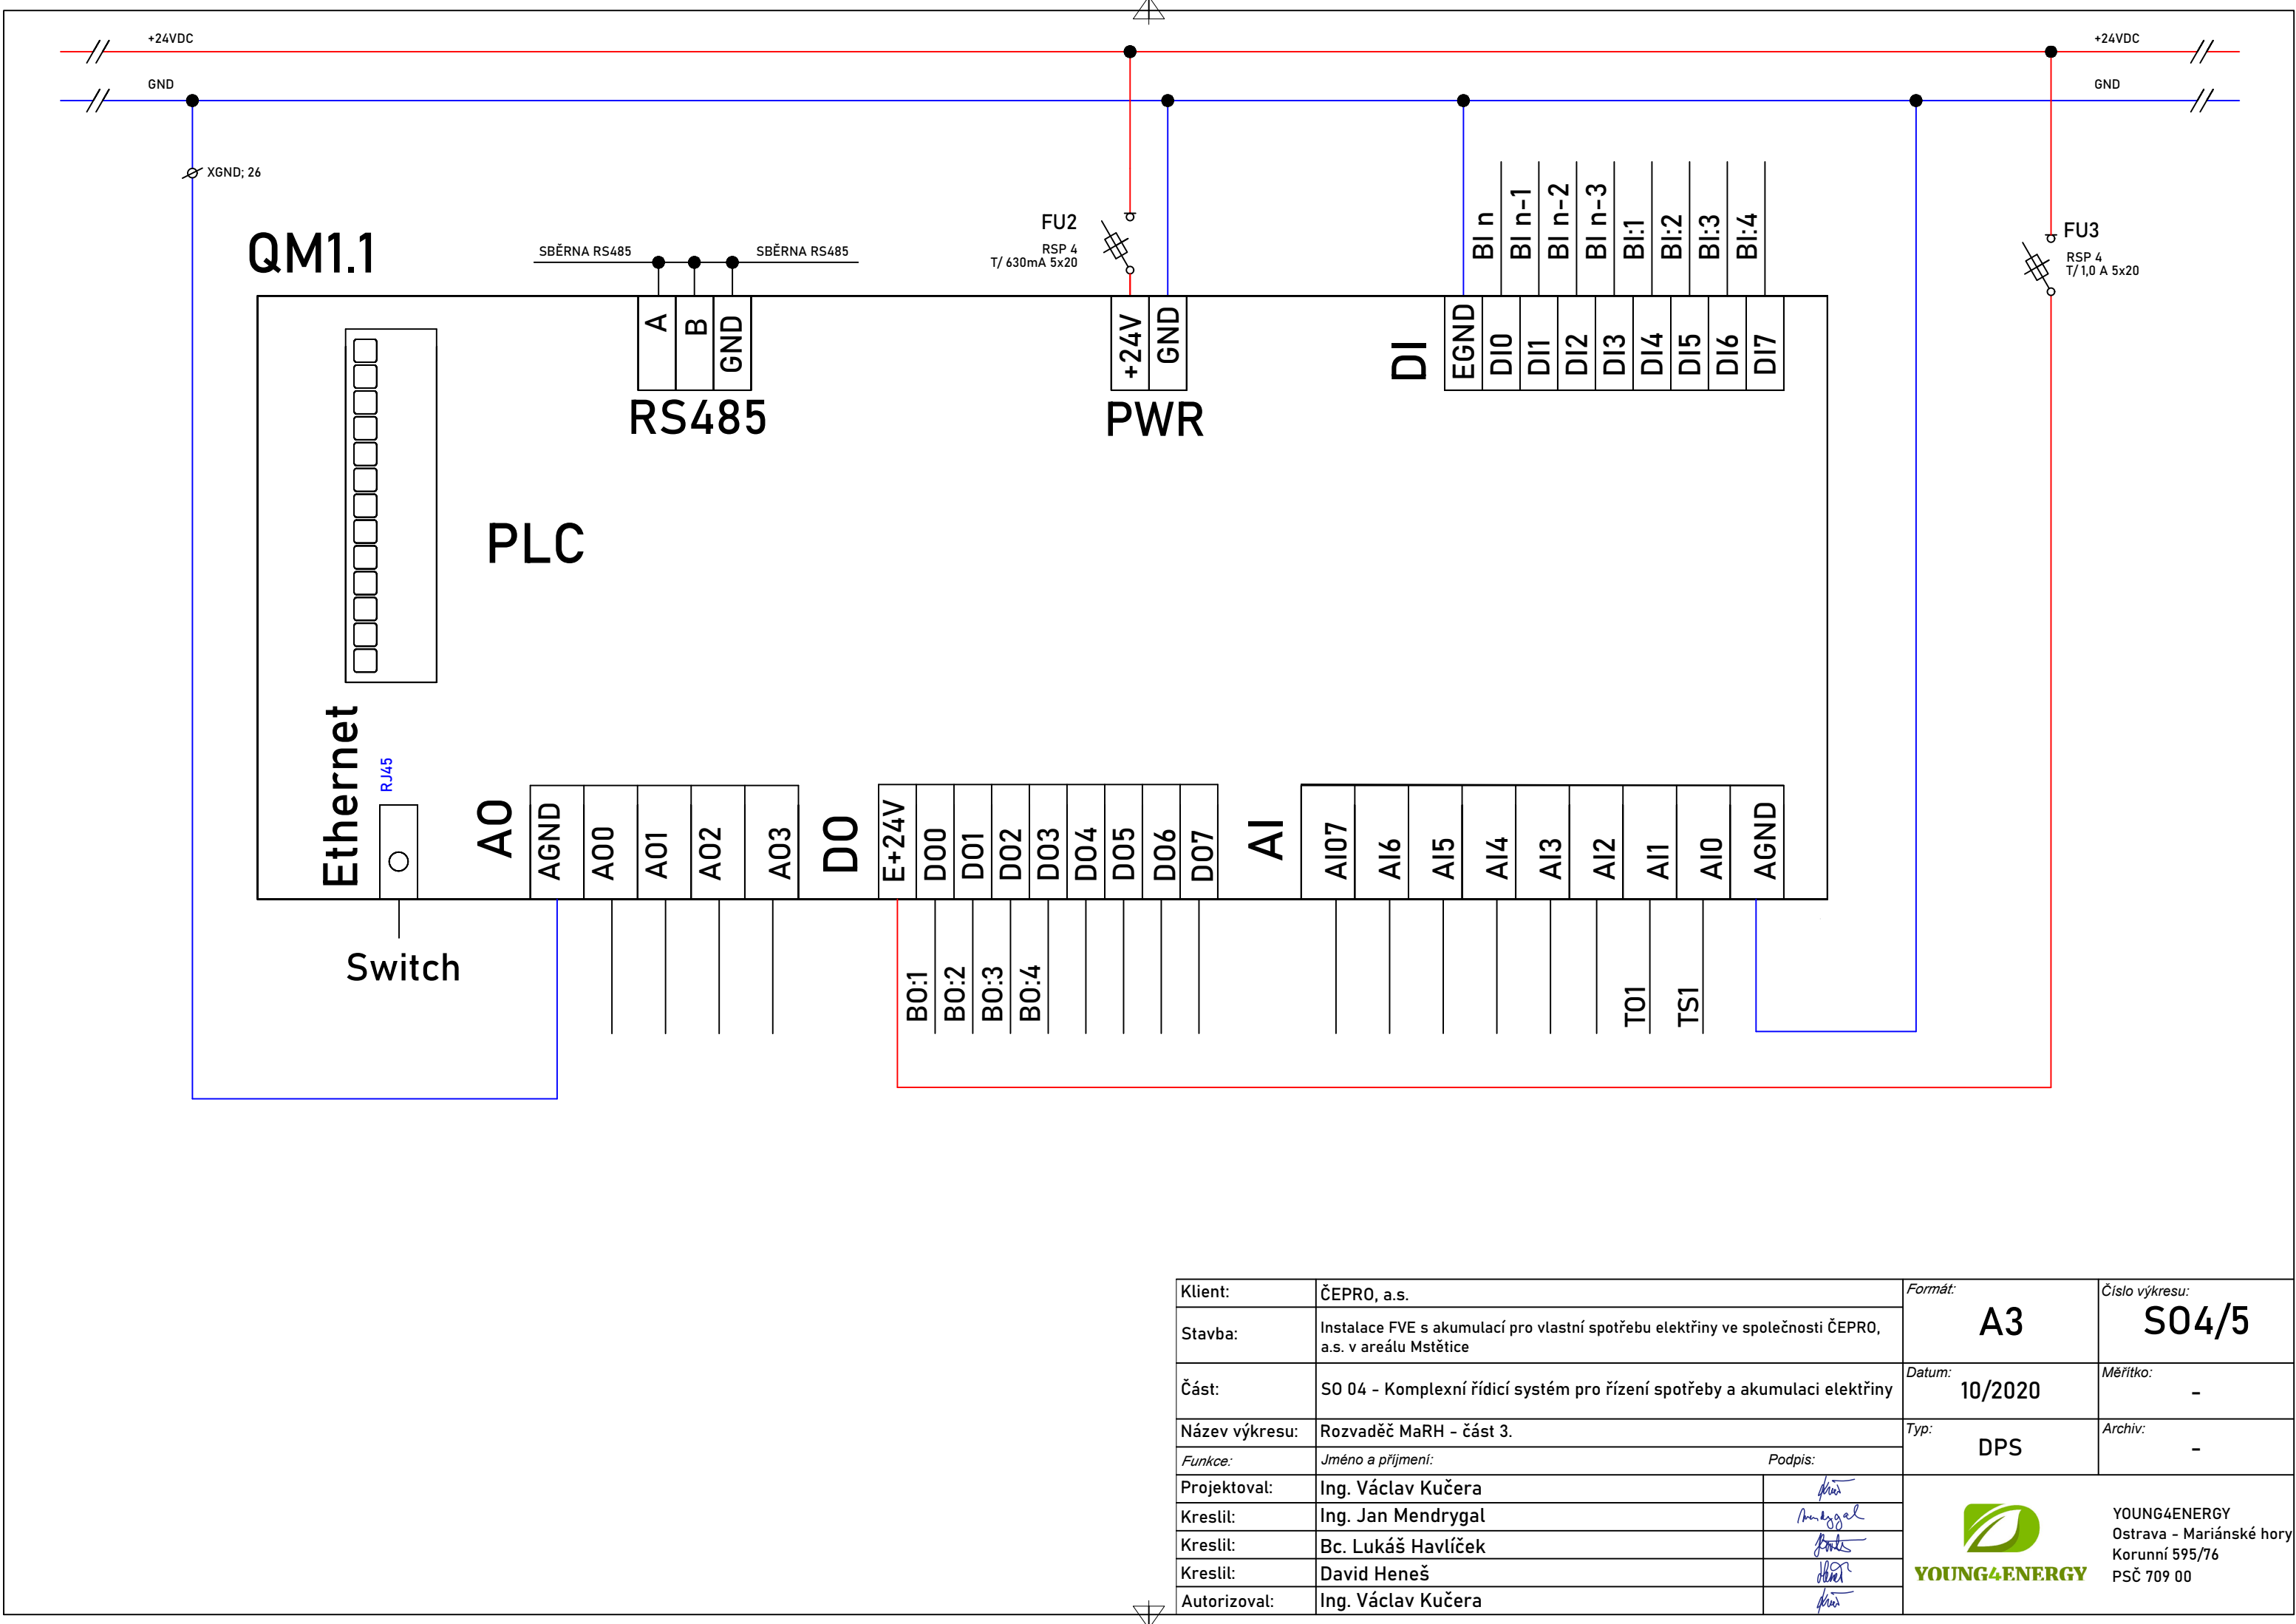 +24VDC
+24VDC
GND
GND
XGND; 26
QM1.1
SBĚRNA RS485
SBĚRNA RS485
FU2
RSP 4
T/ 630mA 5x20
BI n
BI n-1
BI n-2
BI n-3
BI:1
BI:2
BI:3
BI:4
FU3
RSP 4
T/ 1,0 A 5x20
A
B
GND
RS485
+24V
GND
PWR
DI
EGND
DI0
DI1
DI2
DI3
DI4
DI5
DI6
DI7
PLC
Ethernet
RJ45
Switch
AO
AGND
AO0
AO1
AO2
AO3
DO
E+24V
DO0
DO1
DO2
DO3
DO4
DO5
DO6
DO7
AI
AI07
AI6
AI5
AI4
AI3
AI2
AI1
AI0
AGND
BO:1
BO:2
BO:3
BO:4
TO1
TS1
Klient:
ČEPRO, a.s.
Stavba:
Instalace FVE s akumulací pro vlastní spotřebu elektřiny ve společnosti ČEPRO,
a.s. v areálu Mstětice
Část:
SO 04 - Komplexní řídicí systém pro řízení spotřeby a akumulaci elektřiny
Název výkresu:
Rozvaděč MaRH - část 3.
Funkce:
Jméno a příjmení:
Podpis:
Projektoval:
Ing. Václav Kučera
Kreslil:
Ing. Jan Mendrygal
Mendrygal
Kreslil:
Bc. Lukáš Havlíček
Kreslil:
David Heneš
Autorizoval:
Ing. Václav Kučera
Formát:
A3
Číslo výkresu:
SO4/5
Datum:
10/2020
Měřítko:
-
Typ:
DPS
Archiv:
-
YOUNG4ENERGY
YOUNG4ENERGY
Ostrava - Mariánské hory
Korunní 595/76
PSČ 709 00